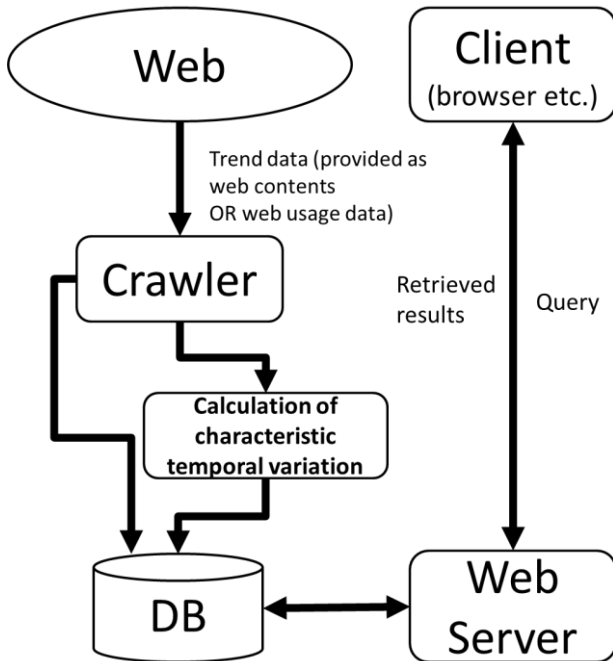 Web
Client
(browser etc.)
Trend data (provided as
web contents
OR web usage data)
Crawler
Retrieved
results
Query
Calculation of
characteristic
temporal variation
DB
Web
Server